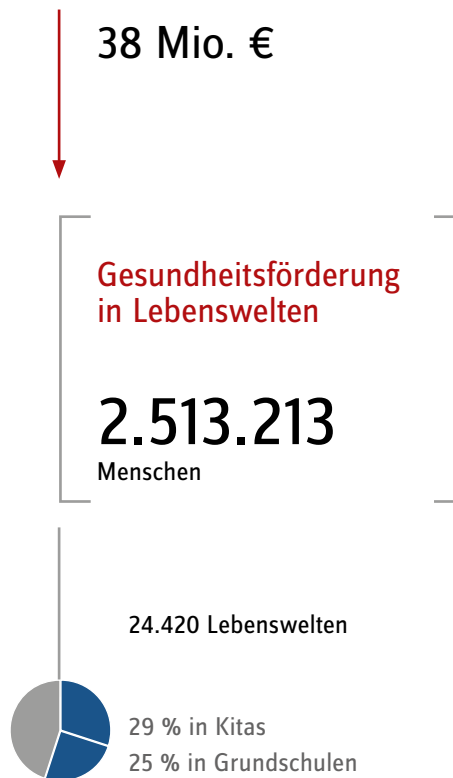 38 Mio. €
Gesundheitsförderung
in Lebenswelten
2.513.213
Menschen
24.420 Lebenswelten
29 % in Kitas
25 % in Grundschulen